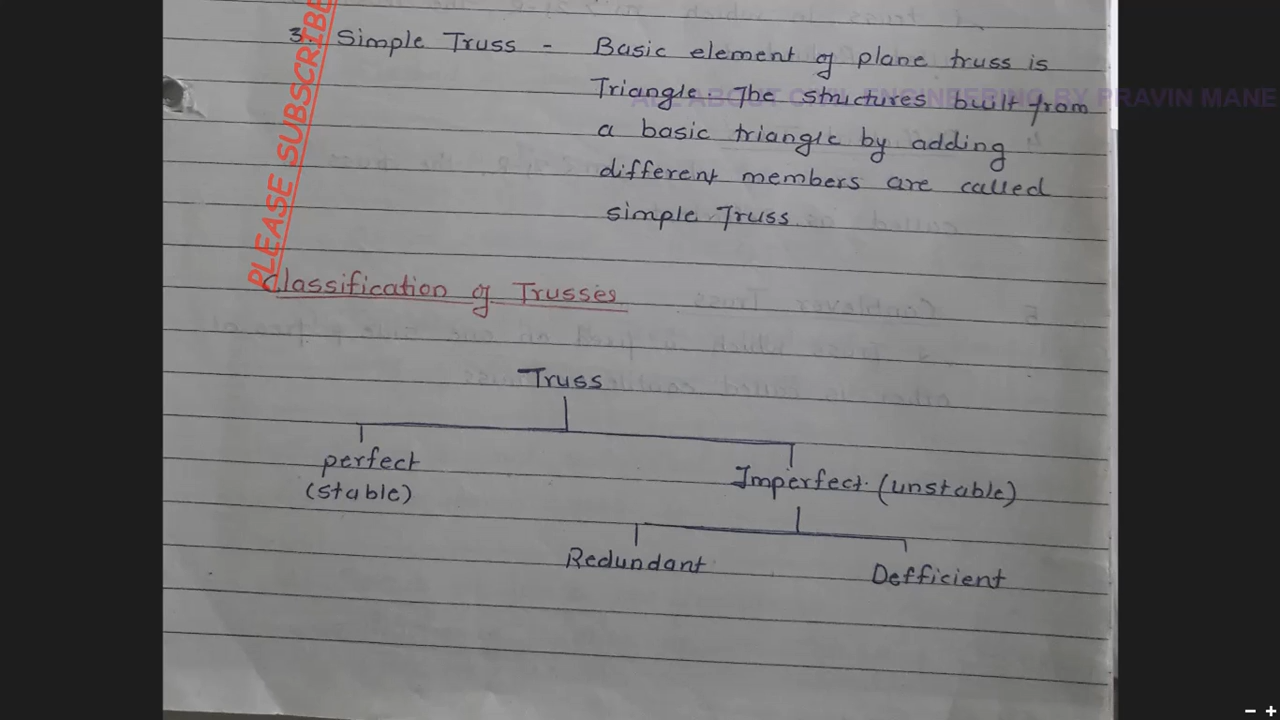 3. Simple Truss - Basic element of plane truss is
Triangle. The structures built from
a basic triangle by adding
different members are called
simple Truss
Classification of Trusses
Truss
perfect
(stable)
Imperfect. (unstable)
Redundant
Defficient
PLEASE SUBSCRIBE
ALL ABOUT CIVIL ENGINEERING BY PRAVIN MANE